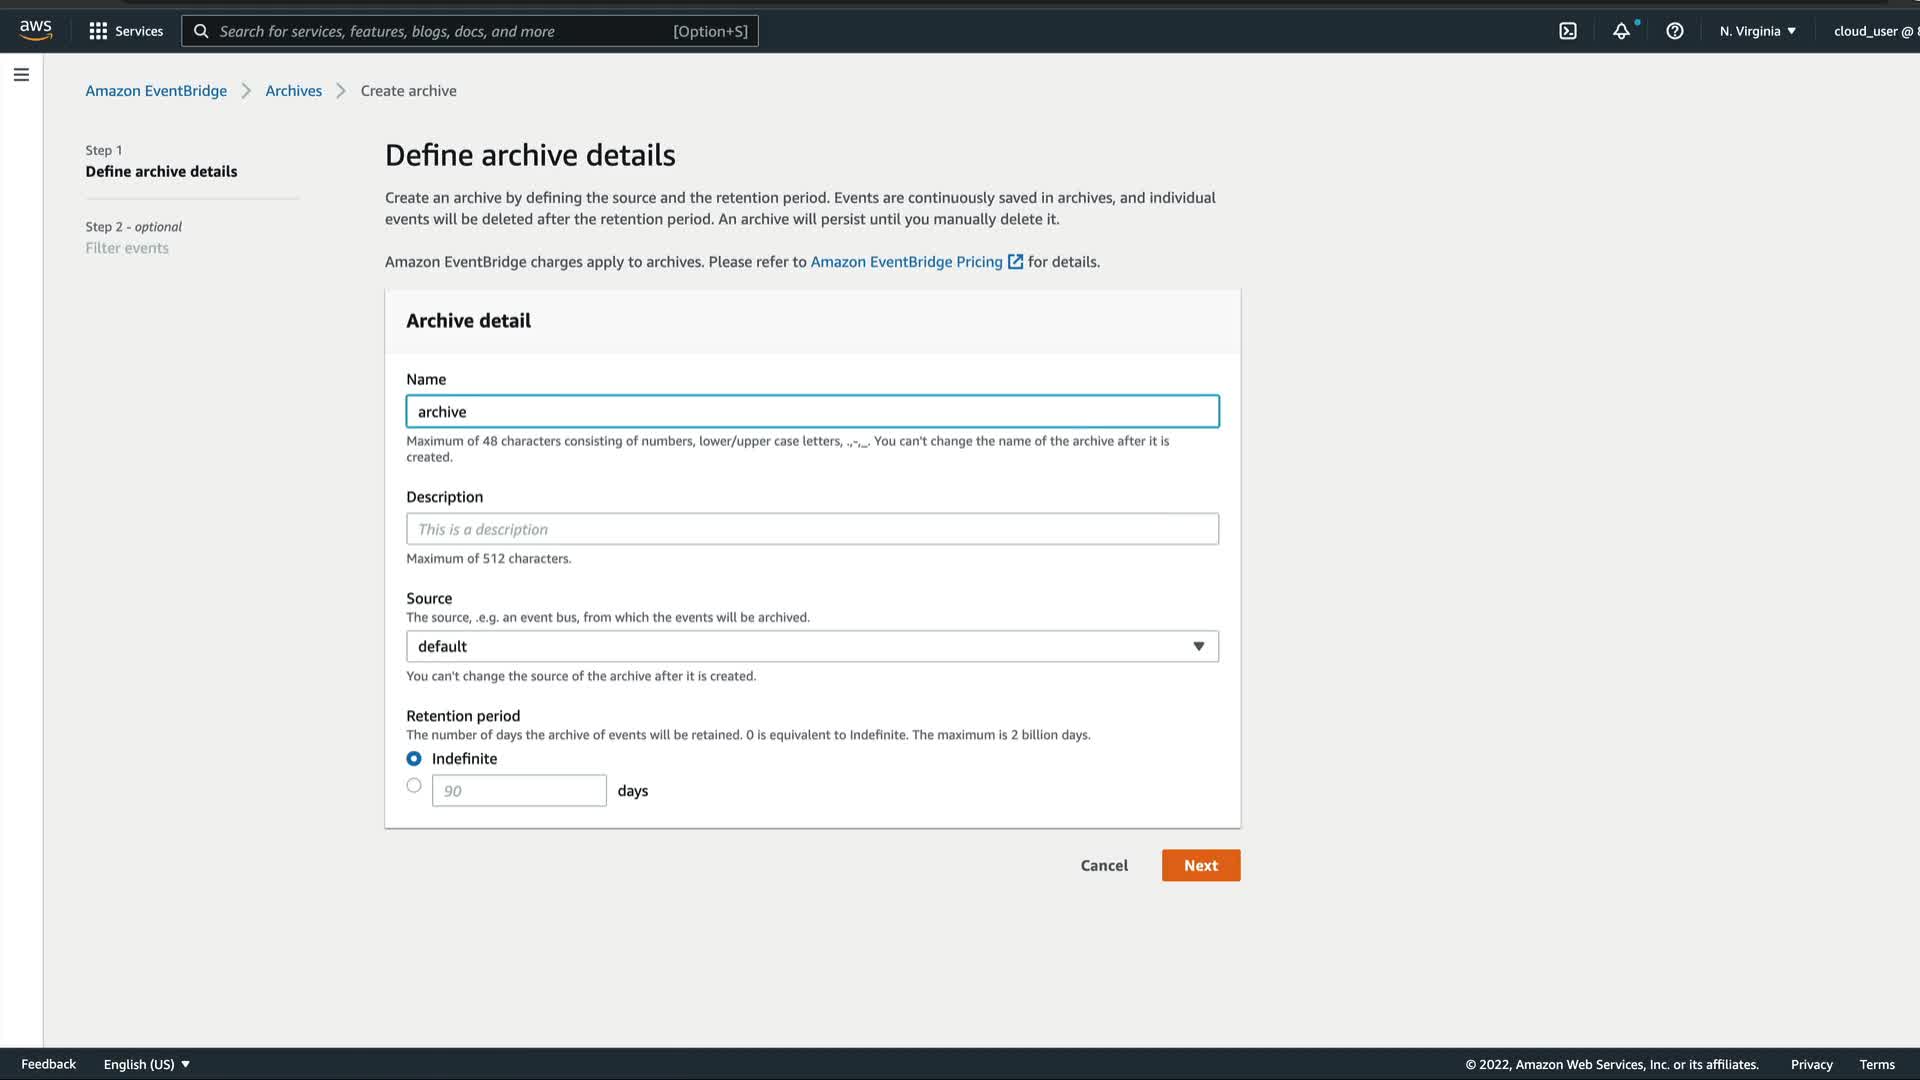 aws
Services
Search for services, features, blogs, docs, and more
[Option+S]
N. Virginia
cloud_user @
Amazon EventBridge
Archives
Create archive
Step 1
Define archive details
Step 2 - optional
Filter events
Define archive details
Create an archive by defining the source and the retention period. Events are continuously saved in archives, and individual
events will be deleted after the retention period. An archive will persist until you manually delete it.
Amazon EventBridge charges apply to archives. Please refer to Amazon EventBridge Pricing for details.
Archive detail
Name
archive
Maximum of 48 characters consisting of numbers, lower/upper case letters, .,-,_. You can't change the name of the archive after it is
created.
Description
This is a description
Maximum of 512 characters.
Source
The source, .e.g. an event bus, from which the events will be archived.
default
You can't change the source of the archive after it is created.
Retention period
The number of days the archive of events will be retained. 0 is equivalent to Indefinite. The maximum is 2 billion days.
Indefinite
90
days
Cancel
Next
Feedback
English (US)
© 2022, Amazon Web Services, Inc. or its affiliates.
Privacy
Terms